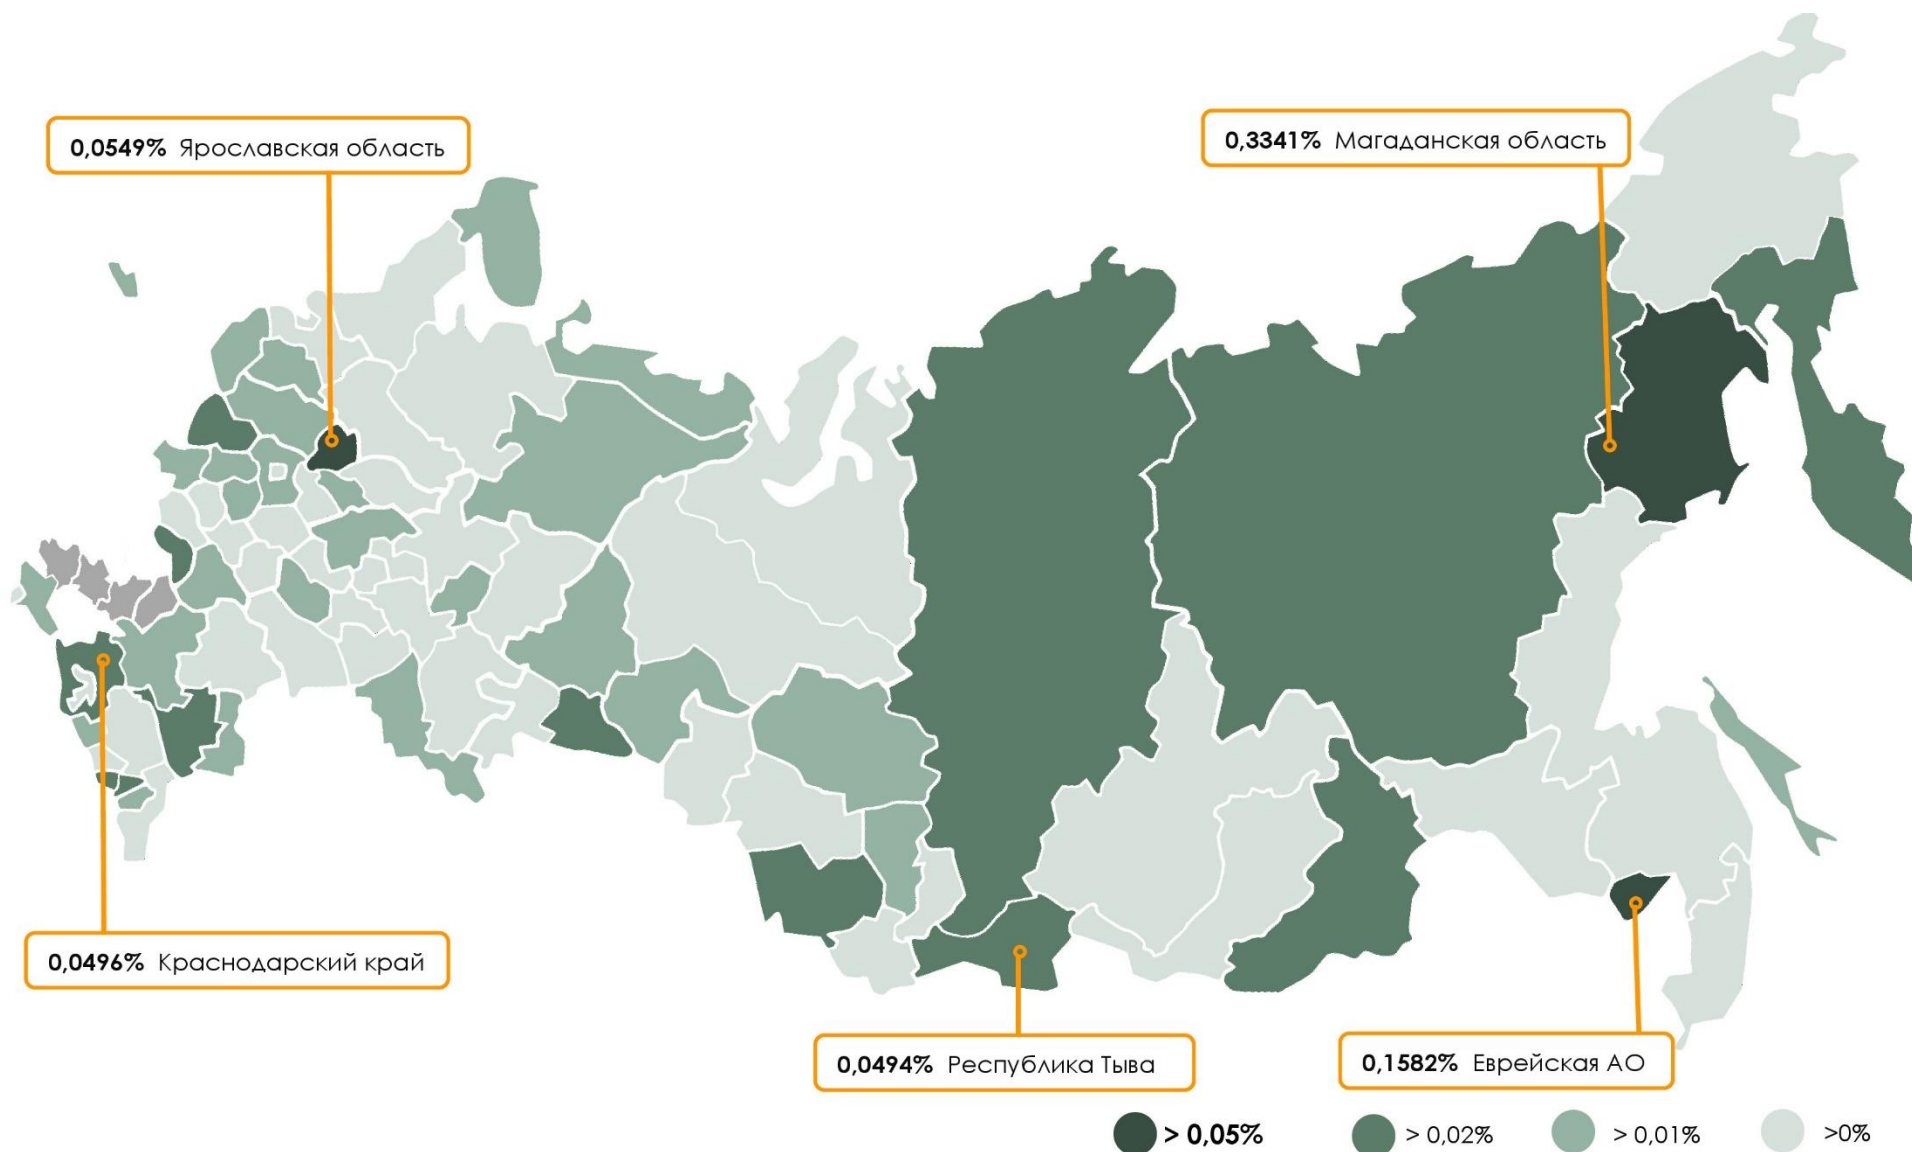 0,0549% Ярославская область
0,3341% Магаданская область
0,0496% Краснодарский край
0,0494% Республика Тыва
0,1582% Еврейская АО
> 0,05%
> 0,02%
> 0,01%
>0%